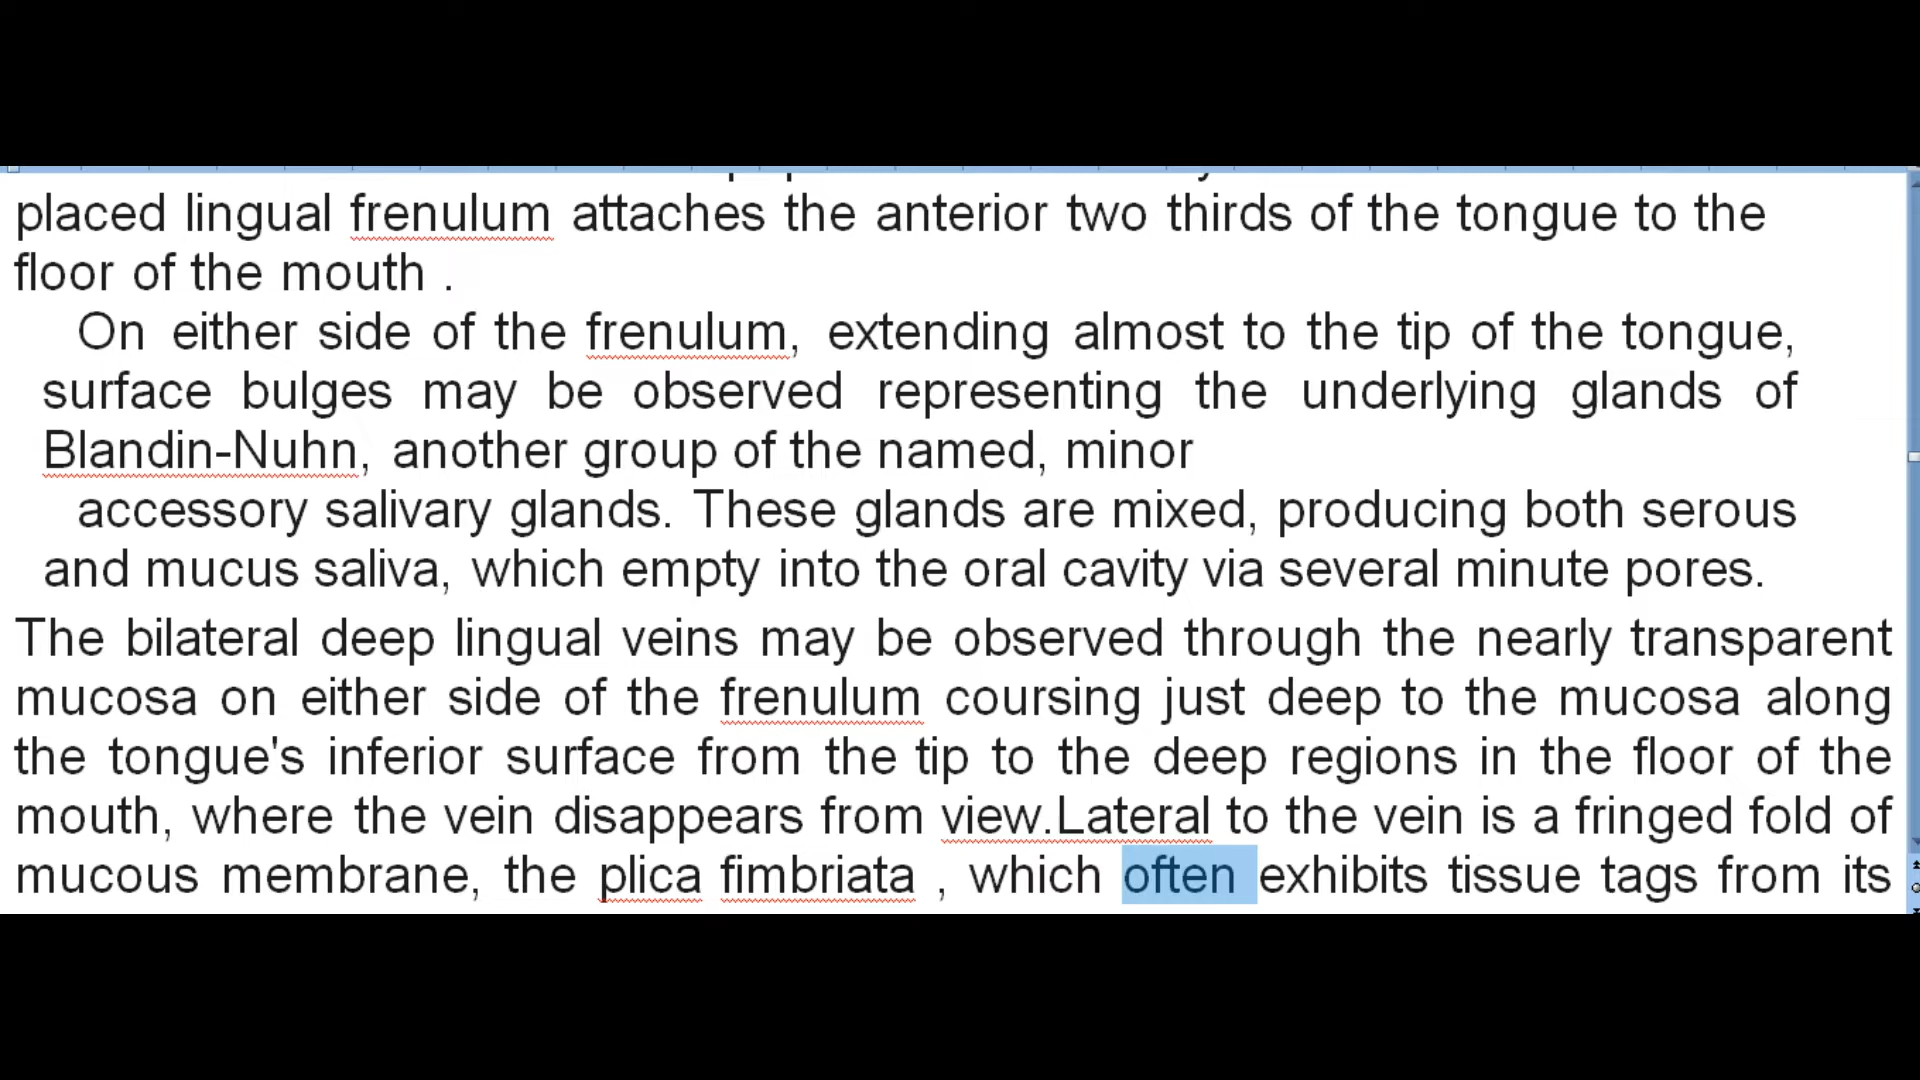 placed lingual frenulum attaches the anterior two thirds of the tongue to the
floor of the mouth .
On either side of the frenulum, extending almost to the tip of the tongue,
surface bulges may be observed representing the underlying glands of
Blandin-Nuhn, another group of the named, minor
accessory salivary glands. These glands are mixed, producing both serous
and mucus saliva, which empty into the oral cavity via several minute pores.
The bilateral deep lingual veins may be observed through the nearly transparent
mucosa on either side of the frenulum coursing just deep to the mucosa along
the tongue's inferior surface from the tip to the deep regions in the floor of the
mouth, where the vein disappears from view.Lateral to the vein is a fringed fold of
mucous membrane, the plica fimbriata , which often exhibits tissue tags from its